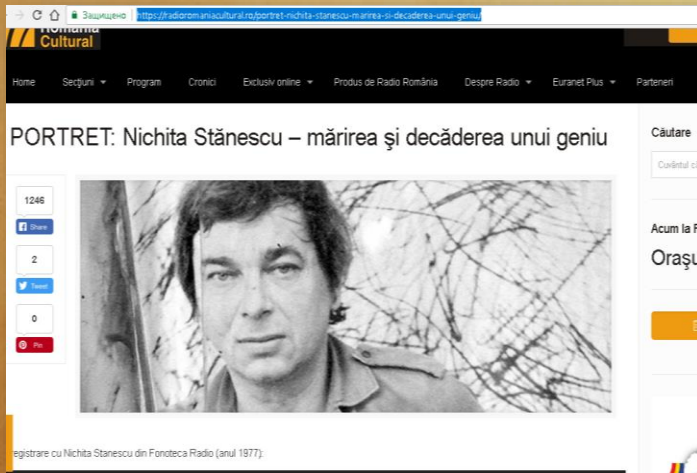 Защищено | https://radioromaniacultural.ro/portret-nichita-stanescu-marirea-si-decaderea-unui-geniu/
România
Cultural
Home Secţiuni Program Cronici Exclusiv online Produs de Radio România Despre Radio Euranet Plus Parteneri
PORTRET: Nichita Stănescu – mărirea şi decăderea unui geniu
Căutare
1246
Share
2
Tweet
0
Pin
Acum la
registrare cu Nichita Stanescu din Fonoteca Radio (anul 1977):